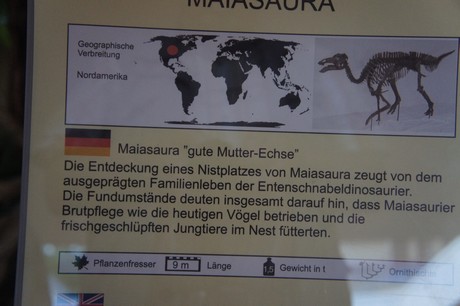 MAIASAURA
Geographische
Verbreitung
Nordamerika
Maiasaura "gute Mutter-Echse"
Die Entdeckung eines Nistplatzes von Maiasaura zeugt von dem
ausgeprägten Familienleben der Entenschnabeldinosaurier.
Die Fundumstände deuten insgesamt darauf hin, dass Maiasaurier
Brutpflege wie die heutigen Vögel betrieben und die
frischgeschlüpften Jungtiere im Nest fütterten.
Pflanzenfresser 9 m Länge Gewicht in t Ornithischia